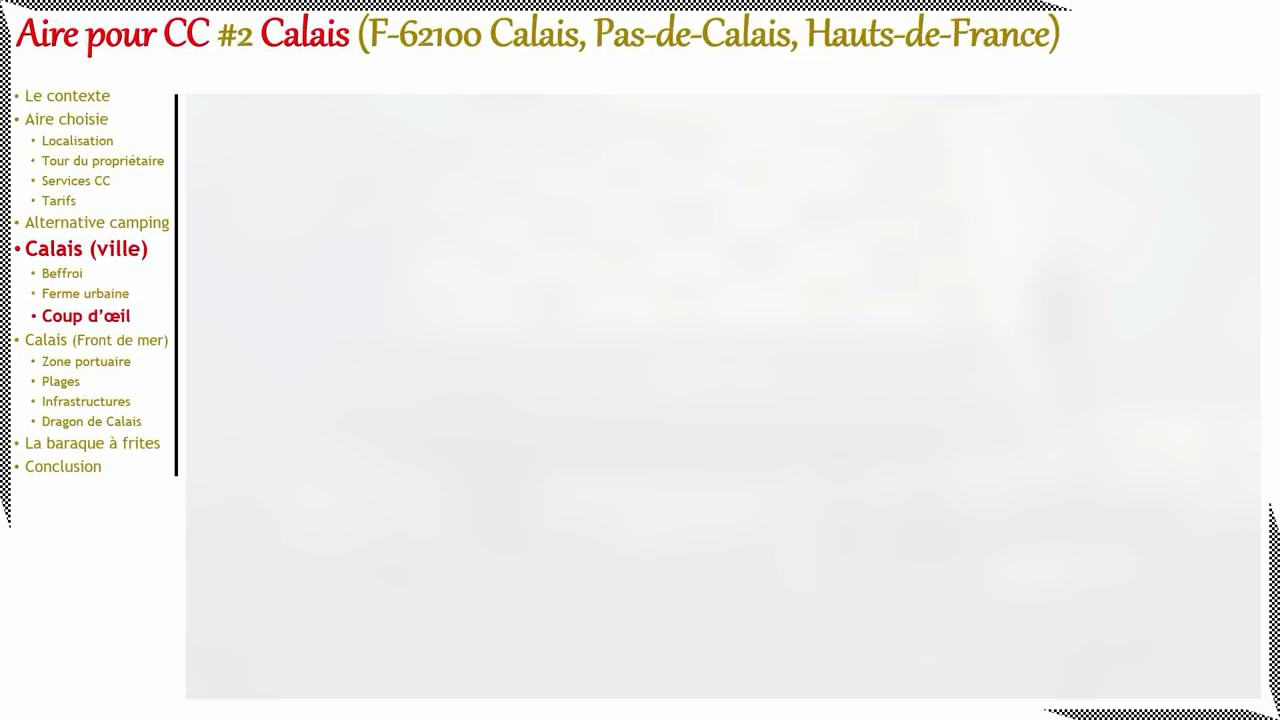 Aire pour CC #2 Calais (F-62100 Calais, Pas-de-Calais, Hauts-de-France)
• Le contexte
• Aire choisie
• Localisation
• Tour du propriétaire
• Services CC
• Tarifs
• Alternative camping
• Calais (ville)
• Beffroi
• Ferme urbaine
• Coup d’œil
• Calais (Front de mer)
• Zone portuaire
• Plages
• Infrastructures
• Dragon de Calais
• La baraque à frites
• Conclusion